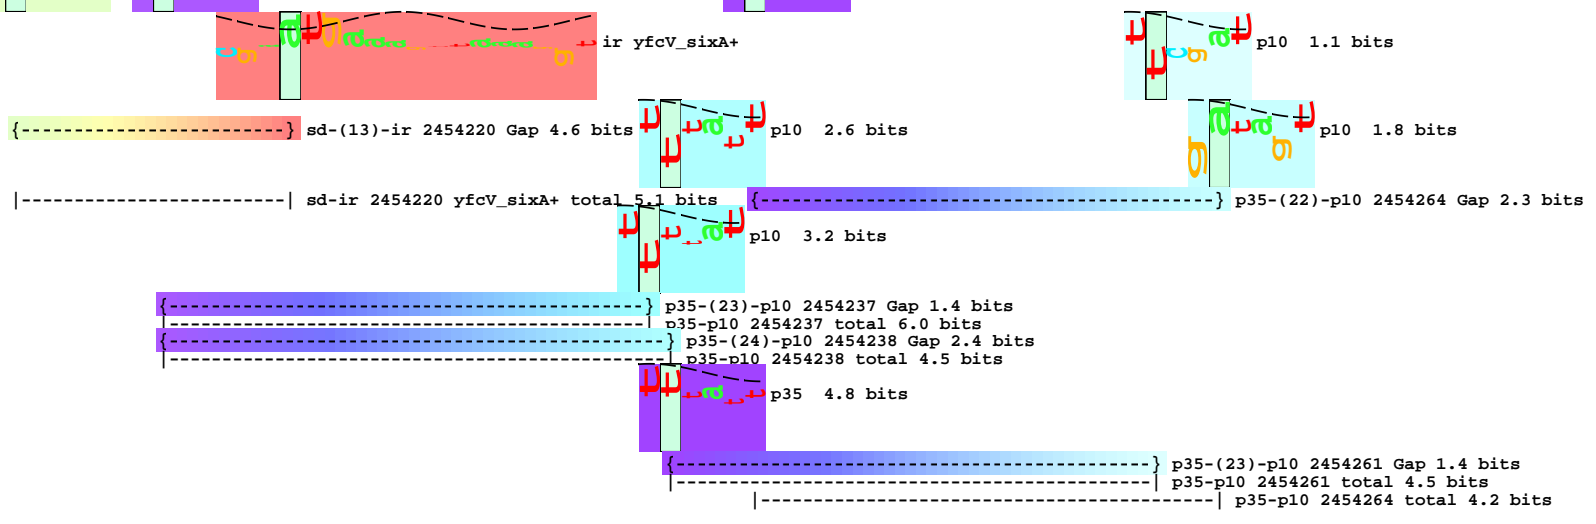 ir yfcV_sixA+
p10 1.1 bits
{-------------------------} sd-(13)-ir 2454220 Gap 4.6 bits
p10 2.6 bits
p10 1.8 bits
|------------------------| sd-ir 2454220 yfcV_sixA+ total 5.1 bits
{------------------------------------------} p35-(22)-p10 2454264 Gap 2.3 bits
p10 3.2 bits
{--------------------------------------------} p35-(23)-p10 2454237 Gap 1.4 bits
|--------------------------------------------| p35-p10 2454237 total 6.0 bits
{----------------------------------------------} p35-(24)-p10 2454238 Gap 2.4 bits
|----------------------------------------------| p35-p10 2454238 total 4.5 bits
p35 4.8 bits
{--------------------------------------------} p35-(23)-p10 2454261 Gap 1.4 bits
|--------------------------------------------| p35-p10 2454261 total 4.5 bits
|------------------------------------------| p35-p10 2454264 total 4.2 bits